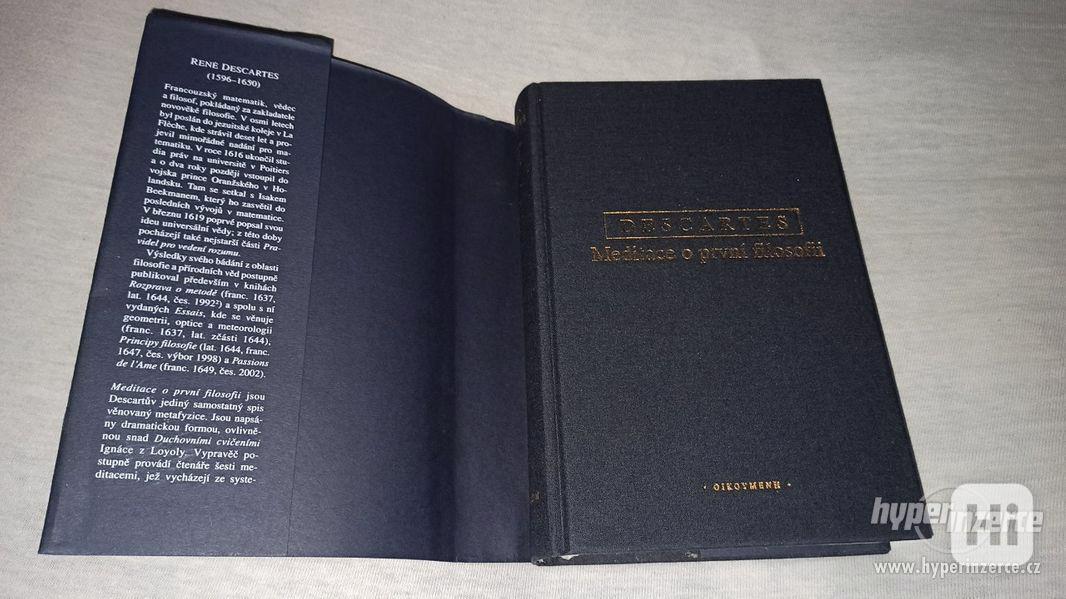 RENÉ DESCARTES
(1596–1650)
Francouzský matematik, vědec
a filosof, pokládaný za zakladatele
novověké filosofie. V osmi letech
byl poslán do jezuitské koleje v La
Flèche, kde strávil deset let a pro-
jevil mimořádné nadání pro ma-
tematiku. V roce 1616 ukončil stu-
dia práv na universitě v Poitiers
a o dva roky později vstoupil do
vojska prince Oranžského v Ho-
landsku. Tam se setkal s Isakem
Beekmanem, který ho zasvětil do
posledních vývojů v matematice.
V březnu 1619 poprvé popsal svou
ideu universální vědy; z této doby
pocházejí také nejstarší části Pra-
videl pro vedení rozumu.
Výsledky svého bádání z oblasti
filosofie a přírodních věd postupně
publikoval především v knihách
Rozprava o metodě (franc. 1637,
lat. 1644, čes. 1992²) a spolu s ní
vydaných Essais, kde se věnuje
geometrii, optice a meteorologii
(franc. 1637, lat. zčásti 1644),
Principy filosofie (lat. 1644, franc.
1647, čes. výbor 1998) a Passions
de l'Ame (franc. 1649, čes. 2002).
Meditace o první filosofii jsou
Descartův jediný samostatný spis
věnovaný metafyzice. Jsou napsá-
ny dramatickou formou, ovlivně-
nou snad Duchovními cvičeními
Ignáce z Loyoly. Vypravěč po-
stupně provádí čtenáře šesti me-
ditacemi, jež vycházejí ze syste-
DESCARTES
Meditace o první filosofii
· ΟΙΚΟΥΜΕΝΗ ·
hyperinzerce
www.hyperinzerce.cz